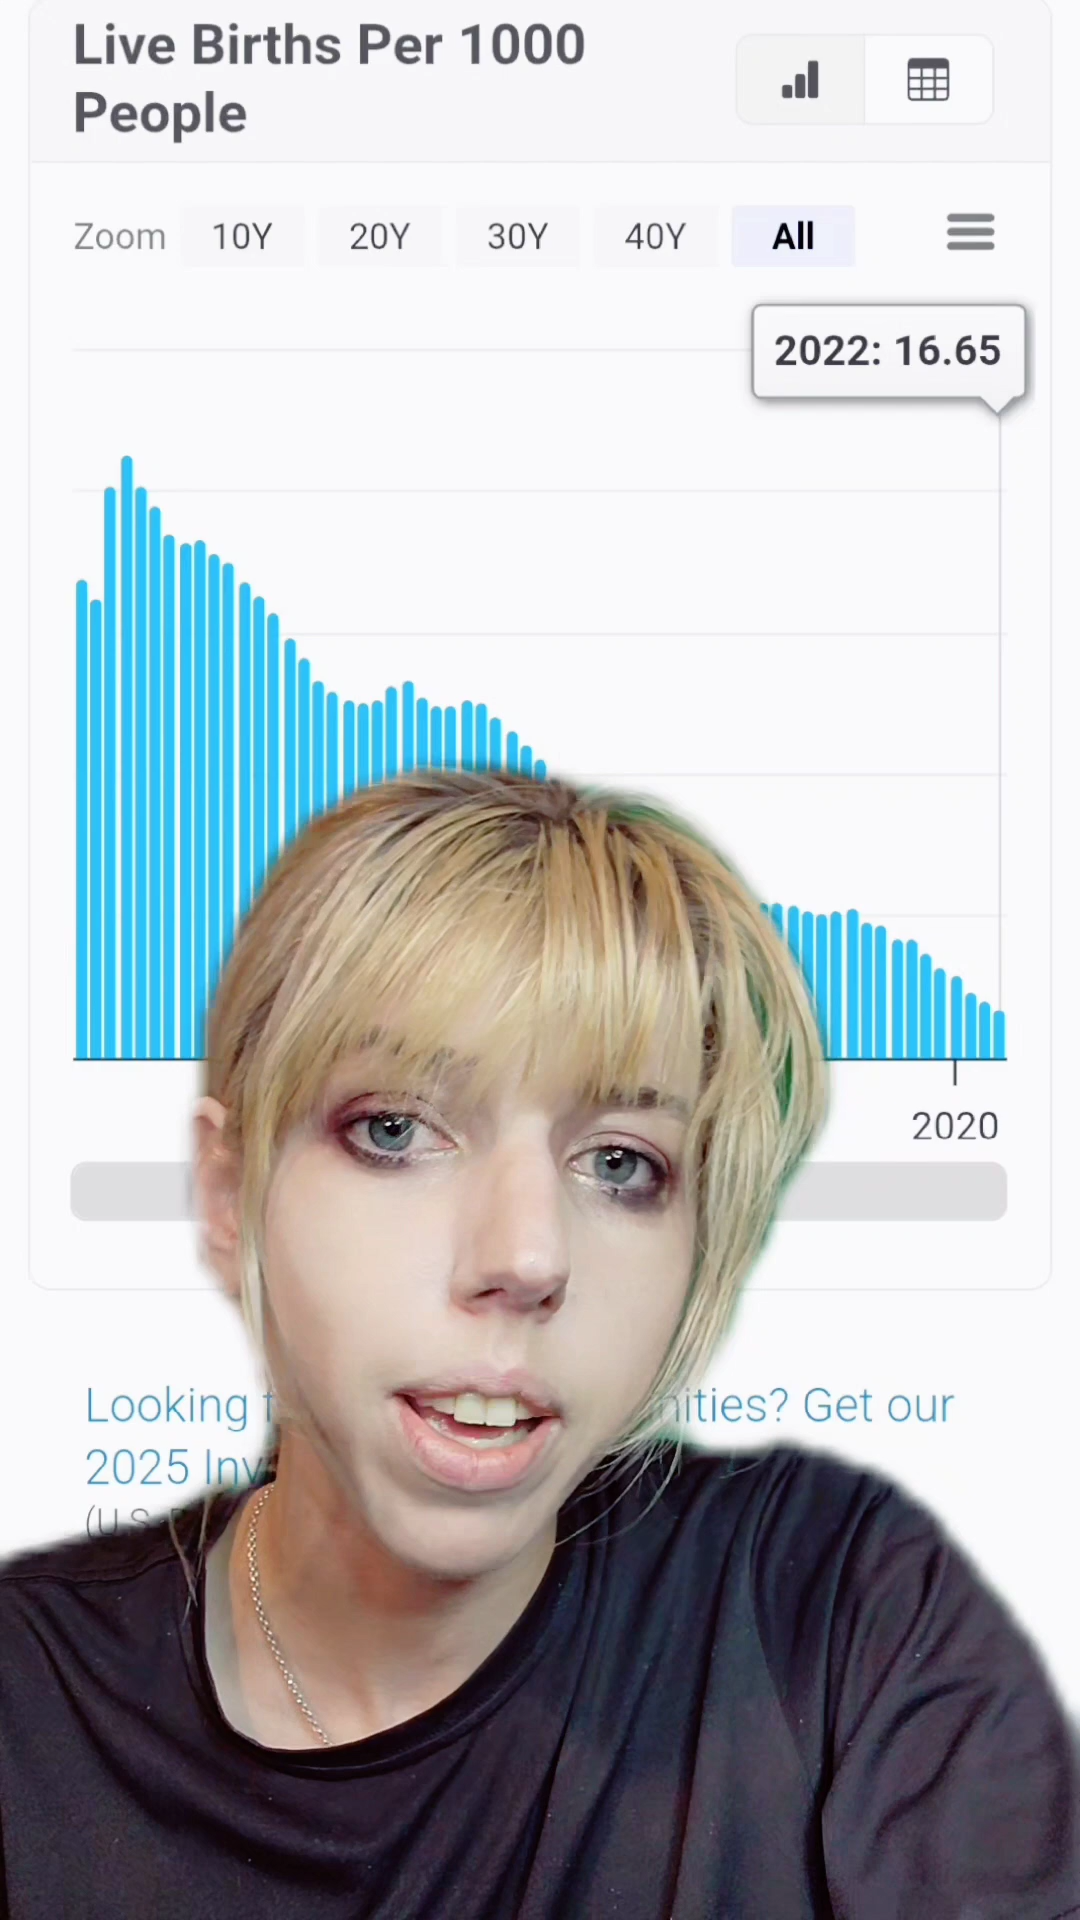 Live Births Per 1000
People
Zoom 10Y 20Y 30Y 40Y All
2022: 16.65
2020
Looking ities? Get our
2025 Inv
(U.S.